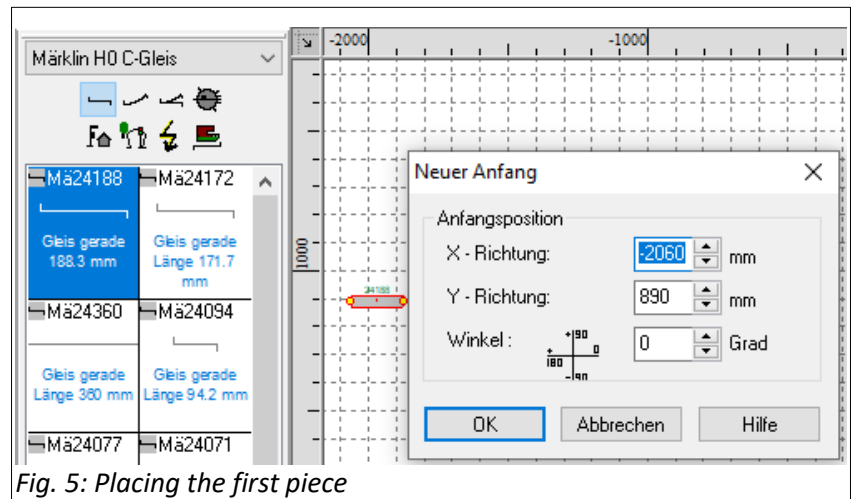 Märklin H0 C-Gleis
-2000
-1000
1000
Mä24188
Mä24172
Gleis gerade
188.3 mm
Gleis gerade
Länge 171.7
mm
Mä24360
Mä24094
Gleis gerade
Länge 360 mm
Gleis gerade
Länge 94.2 mm
Mä24077
Mä24071
24188
Neuer Anfang
Anfangsposition
X - Richtung:
-2060
mm
Y - Richtung:
890
mm
Winkel :
+190
+
0
180
-190
0
Grad
OK
Abbrechen
Hilfe
Fig. 5: Placing the first piece